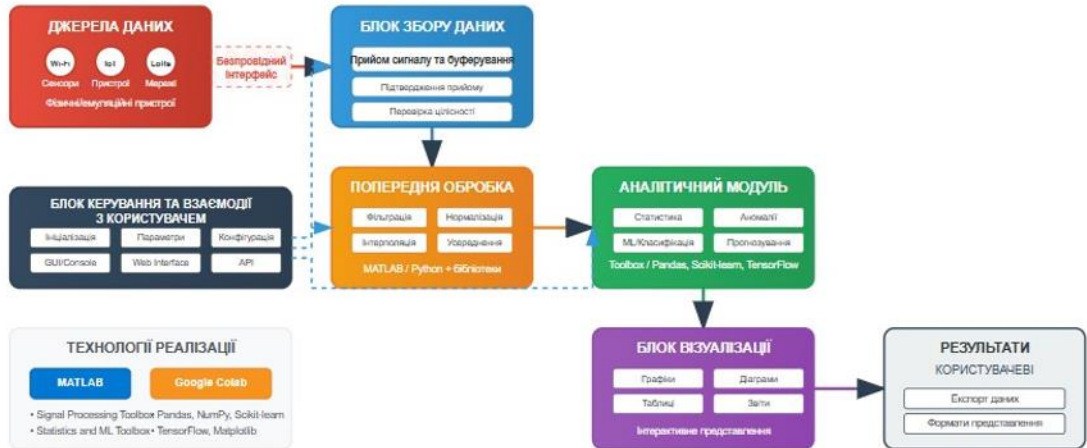 ДЖЕРЕЛА ДАНИХ
Wi-Fi
IoT
LoRa
Сенсори
Пристрої
Мережі
Фізичні/емуляційні пристрої
Безпровідний
інтерфейс
БЛОК ЗБОРУ ДАНИХ
Прийом сигналу та буферування
Підтвердження прийому
Перевірка цілісності
БЛОК КЕРУВАННЯ ТА ВЗАЄМОДІЇ
З КОРИСТУВАЧЕМ
Ініціалізація
Параметри
Конфігурація
GUI/Console
Web Interface
API
ПОПЕРЕДНЯ ОБРОБКА
Фільтрація
Нормалізація
Інтерполяція
Усереднення
MATLAB / Python + бібліотеки
АНАЛІТИЧНИЙ МОДУЛЬ
Статистика
Аномалії
ML/Класифікація
Прогнозування
Toolbox / Pandas, Scikit-learn, TensorFlow
ТЕХНОЛОГІЇ РЕАЛІЗАЦІЇ
MATLAB
Google Colab
• Signal Processing Toolbox Pandas, NumPy, Scikit-learn
• Statistics and ML Toolbox • TensorFlow, Matplotlib
БЛОК ВІЗУАЛІЗАЦІЇ
Графіки
Діаграми
Таблиці
Звіти
Інтерактивне представлення
РЕЗУЛЬТАТИ
КОРИСТУВАЧЕВІ
Експорт даних
Формати представлення